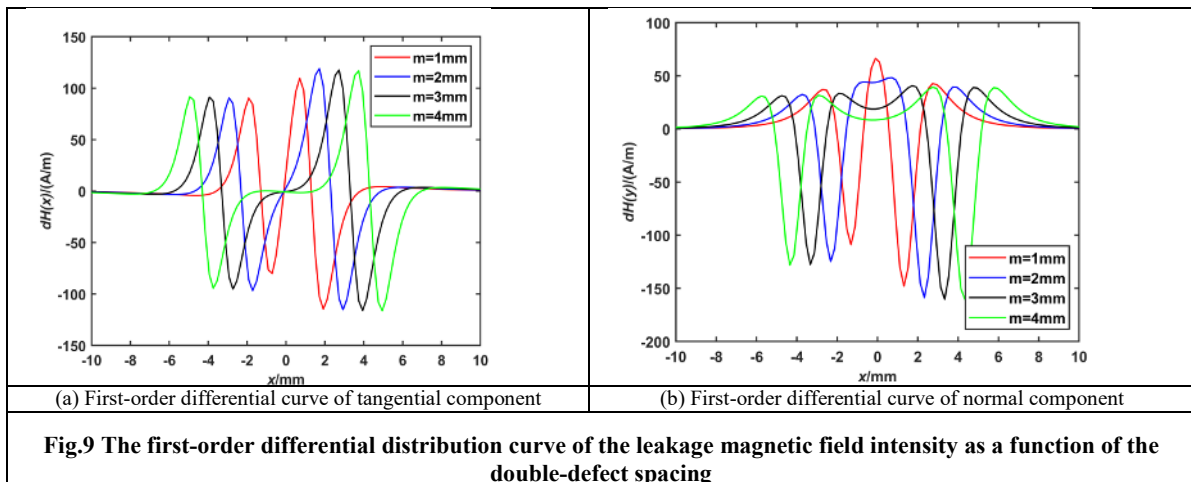 150
100
50
0
-50
-100
-150
dH(x)/(A/m)
-10 -8 -6 -4 -2 0 2 4 6 8 10
x/mm
m=1mm
m=2mm
m=3mm
m=4mm
(a) First-order differential curve of tangential component
100
50
0
-50
-100
-150
-200
dH(y)/(A/m)
-10 -8 -6 -4 -2 0 2 4 6 8 10
x/mm
m=1mm
m=2mm
m=3mm
m=4mm
(b) First-order differential curve of normal component
Fig.9 The first-order differential distribution curve of the leakage magnetic field intensity as a function of the
double-defect spacing